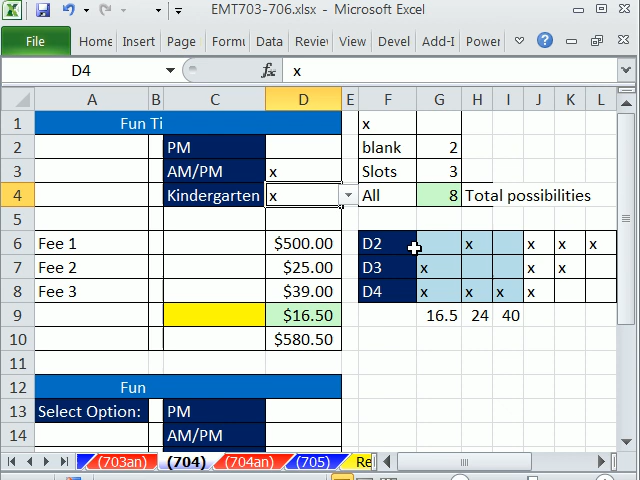 EMT703-706.xlsx - Microsoft Excel
File Home Insert Page Formu Data Review View Devel Add-I Power
D4 fx x
A B C D E F G H I J K L
1 Fun Ti x
2 PM blank 2
3 AM/PM x Slots 3
4 Kindergarten x All 8 Total possibilities
5
6 Fee 1 $500.00 D2 x x x x
7 Fee 2 $25.00 D3 x x x
8 Fee 3 $39.00 D4 x x x x
9 $16.50 16.5 24 40
10 $580.50
11
12 Fun
13 Select Option: PM
14 AM/PM
(703an) (704) (704an) (705) Re